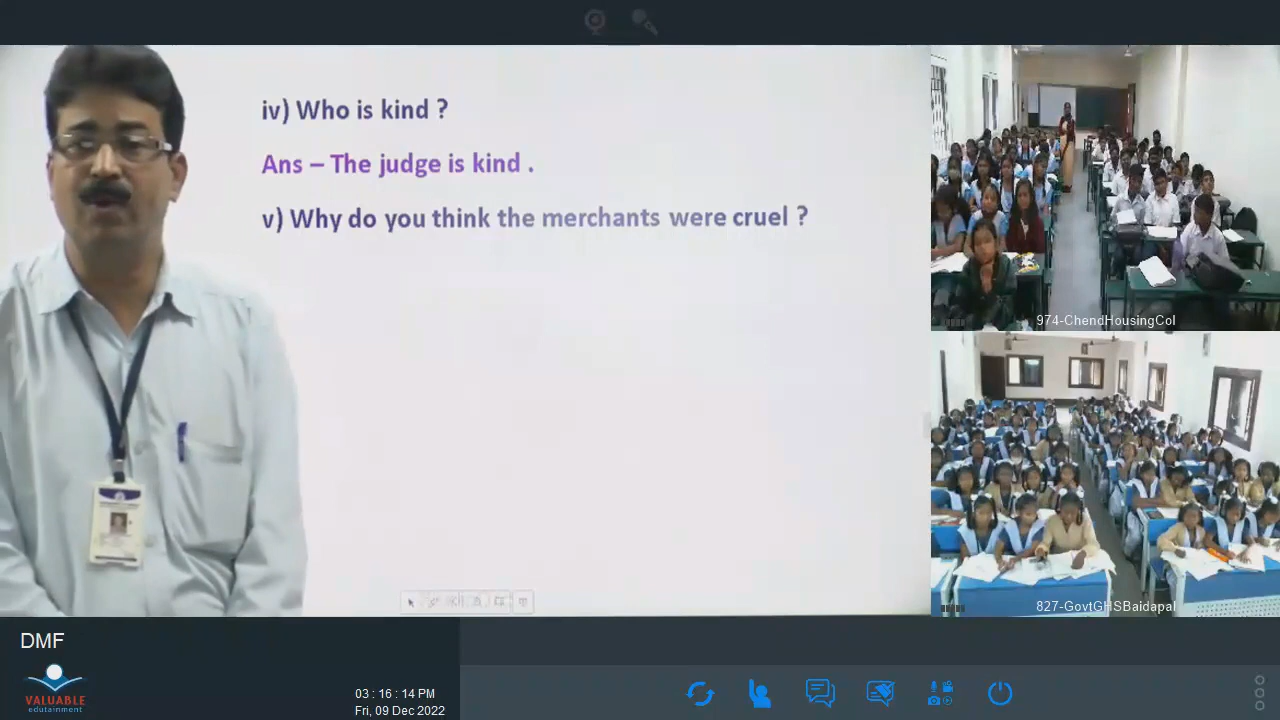 iv) Who is kind ?
Ans – The judge is kind .
v) Why do you think the merchants were cruel ?
974-ChendHousingCol
827-GovtGHSBaidapal
DMF
VALUABLE
edutainment
03 : 16 : 14 PM
Fri, 09 Dec 2022